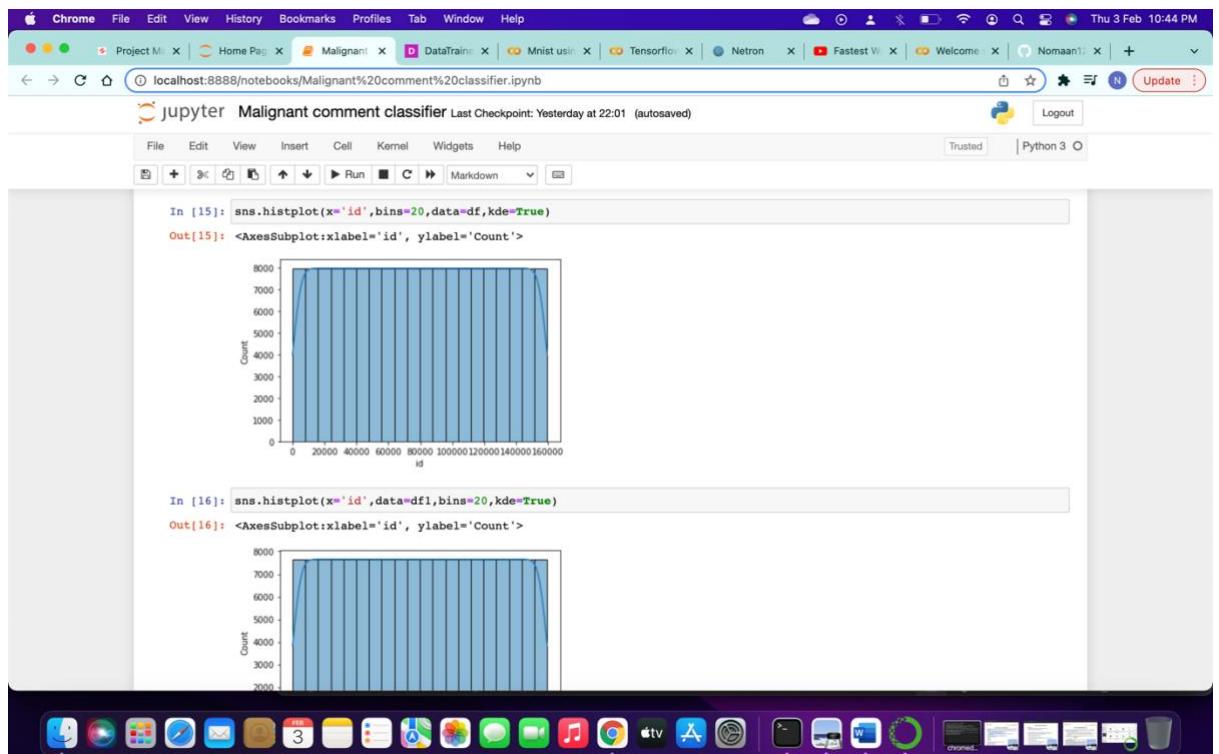 Chrome File Edit View History Bookmarks Profiles Tab Window Help Thu 3 Feb 10:44 PM
Project M Home Pag Malignant DataTrain Mnist usin Tensorflo Netron Fastest W Welcome Nomaan1
localhost:8888/notebooks/Malignant%20comment%20classifier.ipynb N Update
jupyter Malignant comment classifier Last Checkpoint: Yesterday at 22:01 (autosaved) Logout
File Edit View Insert Cell Kernel Widgets Help Trusted Python 3
Run Markdown
In [15]: sns.histplot(x='id',bins=20,data=df,kde=True)
Out[15]: <AxesSubplot:xlabel='id', ylabel='Count'>
8000
7000
6000
5000
4000
3000
2000
1000
0
Count
0 20000 40000 60000 80000 100000 120000 140000 160000
id
In [16]: sns.histplot(x='id',data=df1,bins=20,kde=True)
Out[16]: <AxesSubplot:xlabel='id', ylabel='Count'>
8000
7000
6000
5000
4000
3000
2000
Count
FEB
3
tv
W